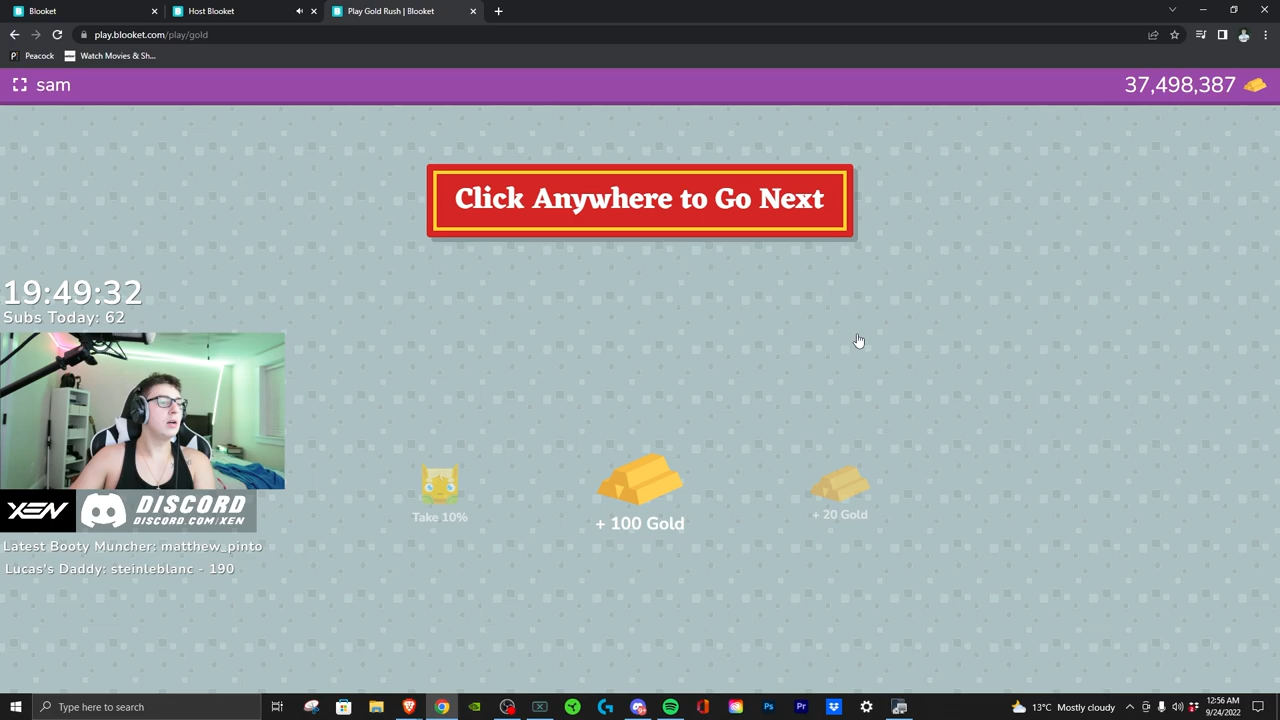 Blooket
Host Blooket
Play Gold Rush | Blooket
play.blooket.com/play/gold
Peacock
Watch Movies & Sh...
sam
37,498,387
Click Anywhere to Go Next
19:49:32
Subs Today: 62
XEN
DISCORD
DISCORD.COM/XEN
Take 10%
+ 100 Gold
+ 20 Gold
Latest Booty Muncher: matthew_pinto
Lucas's Daddy: steinleblanc - 190
Type here to search
Ps
Pr
13°C Mostly cloudy
12:56 AM
9/24/2022